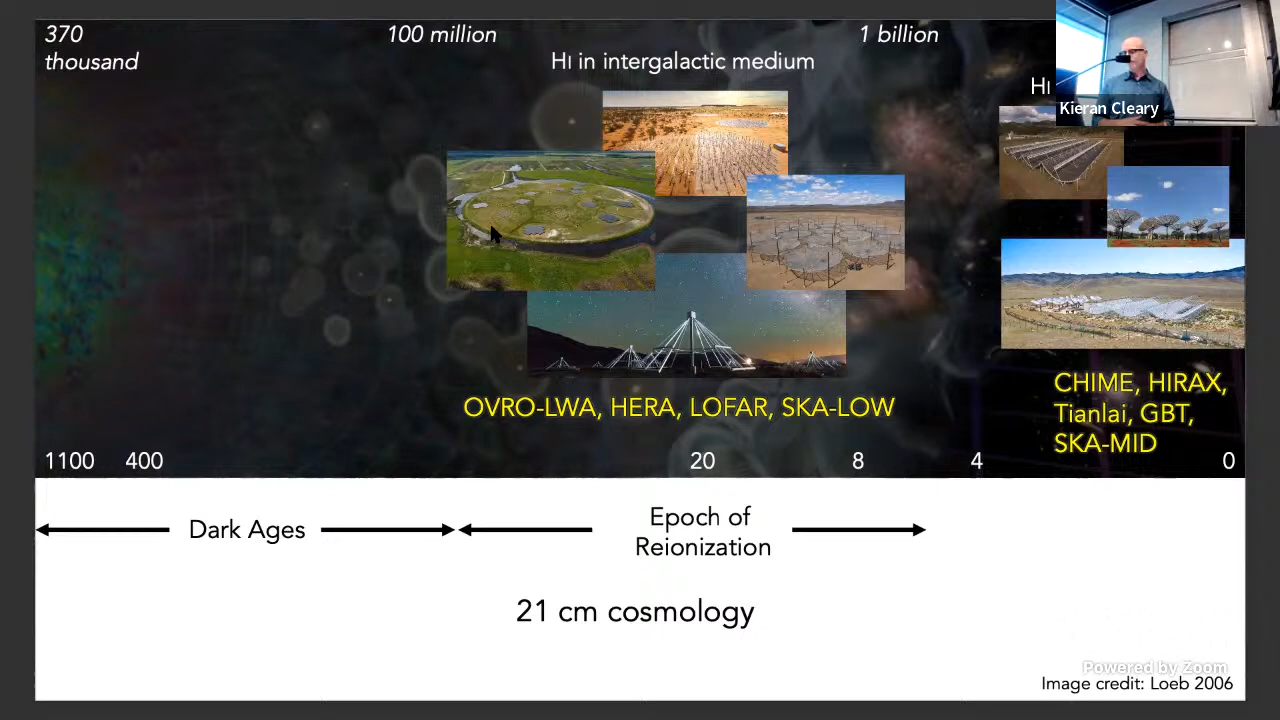 370
thousand
100 million
1 billion
HI in intergalactic medium
HI
Kieran Cleary
OVRO-LWA, HERA, LOFAR, SKA-LOW
CHIME, HIRAX,
Tianlai, GBT,
SKA-MID
1100 400 20 8 4 0
Dark Ages
Epoch of
Reionization
21 cm cosmology
Powered by Zoom
Image credit: Loeb 2006